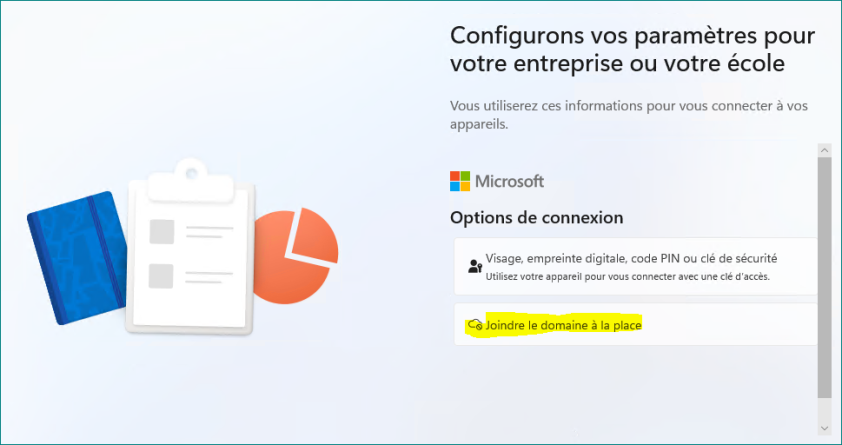 Configurons vos paramètres pour
votre entreprise ou votre école
Vous utiliserez ces informations pour vous connecter à vos
appareils.
Microsoft
Options de connexion
Visage, empreinte digitale, code PIN ou clé de sécurité
Utilisez votre appareil pour vous connecter avec une clé d'accès.
Joindre le domaine à la place